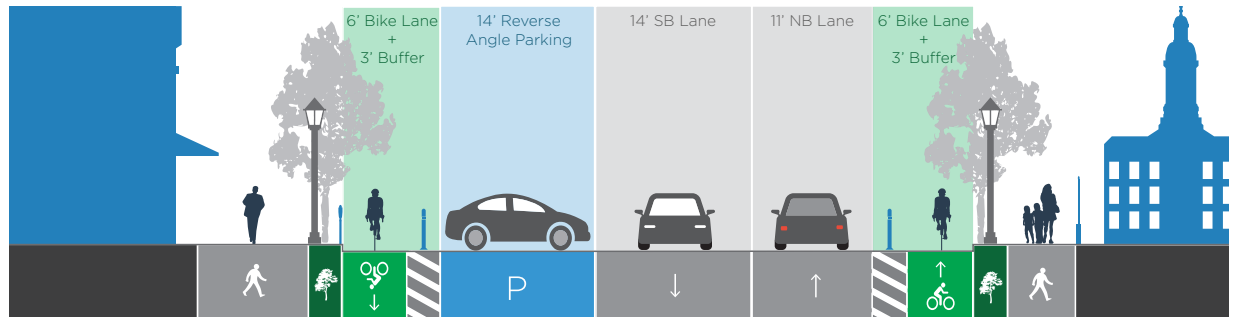 6’ Bike Lane
+
3’ Buffer
14’ Reverse
Angle Parking
14’ SB Lane
11’ NB Lane
6’ Bike Lane
+
3’ Buffer
P